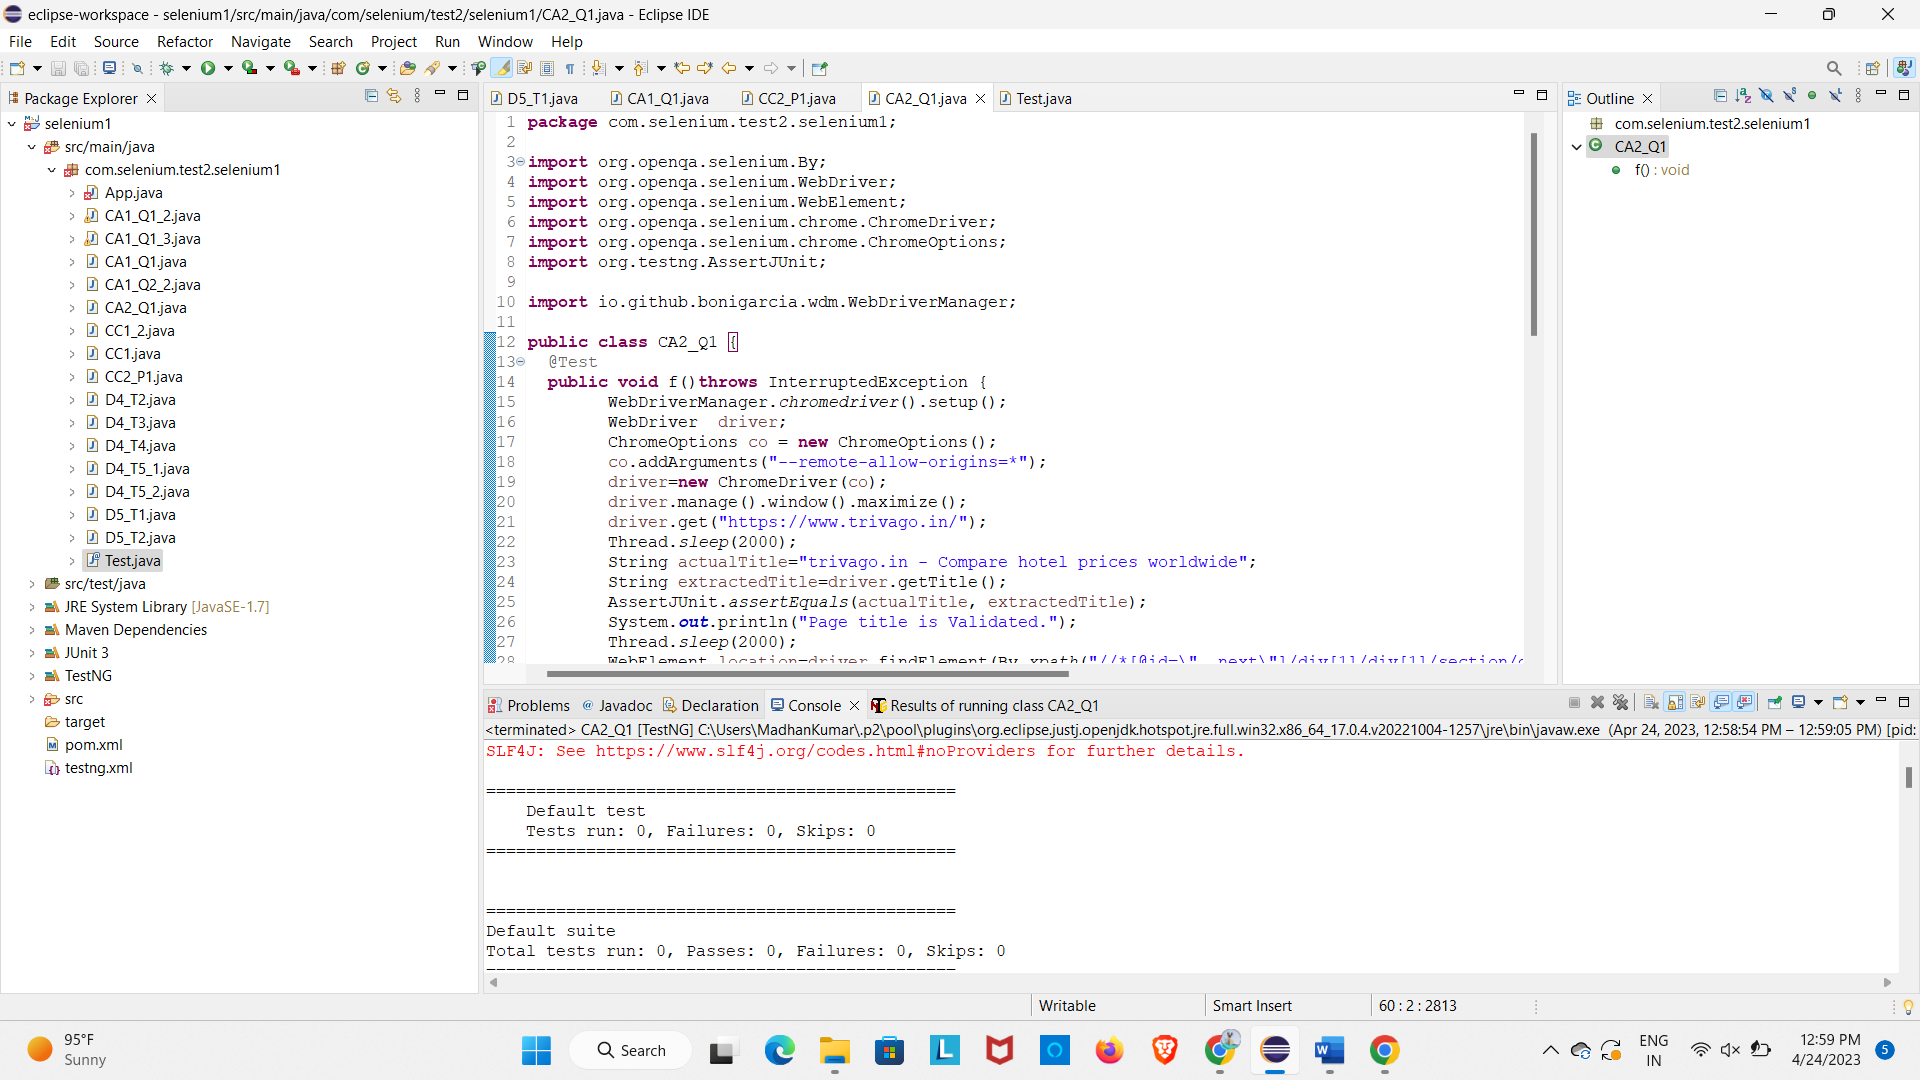 eclipse-workspace - selenium1/src/main/java/com/selenium/test2/selenium1/CA2_Q1.java - Eclipse IDE
File Edit Source Refactor Navigate Search Project Run Window Help
Package Explorer
selenium1
src/main/java
com.selenium.test2.selenium1
App.java
CA1_Q1_2.java
CA1_Q1_3.java
CA1_Q1.java
CA1_Q2_2.java
CA2_Q1.java
CC1_2.java
CC1.java
CC2_P1.java
D4_T2.java
D4_T3.java
D4_T4.java
D4_T5_1.java
D4_T5_2.java
D5_T1.java
D5_T2.java
Test.java
src/test/java
JRE System Library [JavaSE-1.7]
Maven Dependencies
JUnit 3
TestNG
src
target
pom.xml
testng.xml
D5_T1.java CA1_Q1.java CC2_P1.java CA2_Q1.java Test.java
1 package com.selenium.test2.selenium1;
2
3 import org.openqa.selenium.By;
4 import org.openqa.selenium.WebDriver;
5 import org.openqa.selenium.WebElement;
6 import org.openqa.selenium.chrome.ChromeDriver;
7 import org.openqa.selenium.chrome.ChromeOptions;
8 import org.testng.AssertJUnit;
9
10 import io.github.bonigarcia.wdm.WebDriverManager;
11
12 public class CA2_Q1 {
13 @Test
14 public void f()throws InterruptedException {
15 WebDriverManager.chromedriver().setup();
16 WebDriver driver;
17 ChromeOptions co = new ChromeOptions();
18 co.addArguments("--remote-allow-origins=*");
19 driver=new ChromeDriver(co);
20 driver.manage().window().maximize();
21 driver.get("https://www.trivago.in/");
22 Thread.sleep(2000);
23 String actualTitle="trivago.in - Compare hotel prices worldwide";
24 String extractedTitle=driver.getTitle();
25 AssertJUnit.assertEquals(actualTitle, extractedTitle);
26 System.out.println("Page title is Validated.");
27 Thread.sleep(2000);
28 WebElement location=driver.findElement(By.xpath("//*[@id=\"__next\"]/div[1]/div[1]/section/
Outline
com.selenium.test2.selenium1
CA2_Q1
f() : void
Problems Javadoc Declaration Console Results of running class CA2_Q1
<terminated> CA2_Q1 [TestNG] C:\Users\MadhanKumar\.p2\pool\plugins\org.eclipse.justj.openjdk.hotspot.jre.full.win32.x86_64_17.0.4.v20221004-1257\jre\bin\javaw.exe (Apr 24, 2023, 12:58:54 PM – 12:59:05 PM) [pid:
SLF4J: See https://www.slf4j.org/codes.html#noProviders for further details.
===============================================
Default test
Tests run: 0, Failures: 0, Skips: 0
===============================================
===============================================
Default suite
Total tests run: 0, Passes: 0, Failures: 0, Skips: 0
===============================================
Writable Smart Insert 60 : 2 : 2813
95°F
Sunny
Search
ENG
IN
12:59 PM
4/24/2023
5